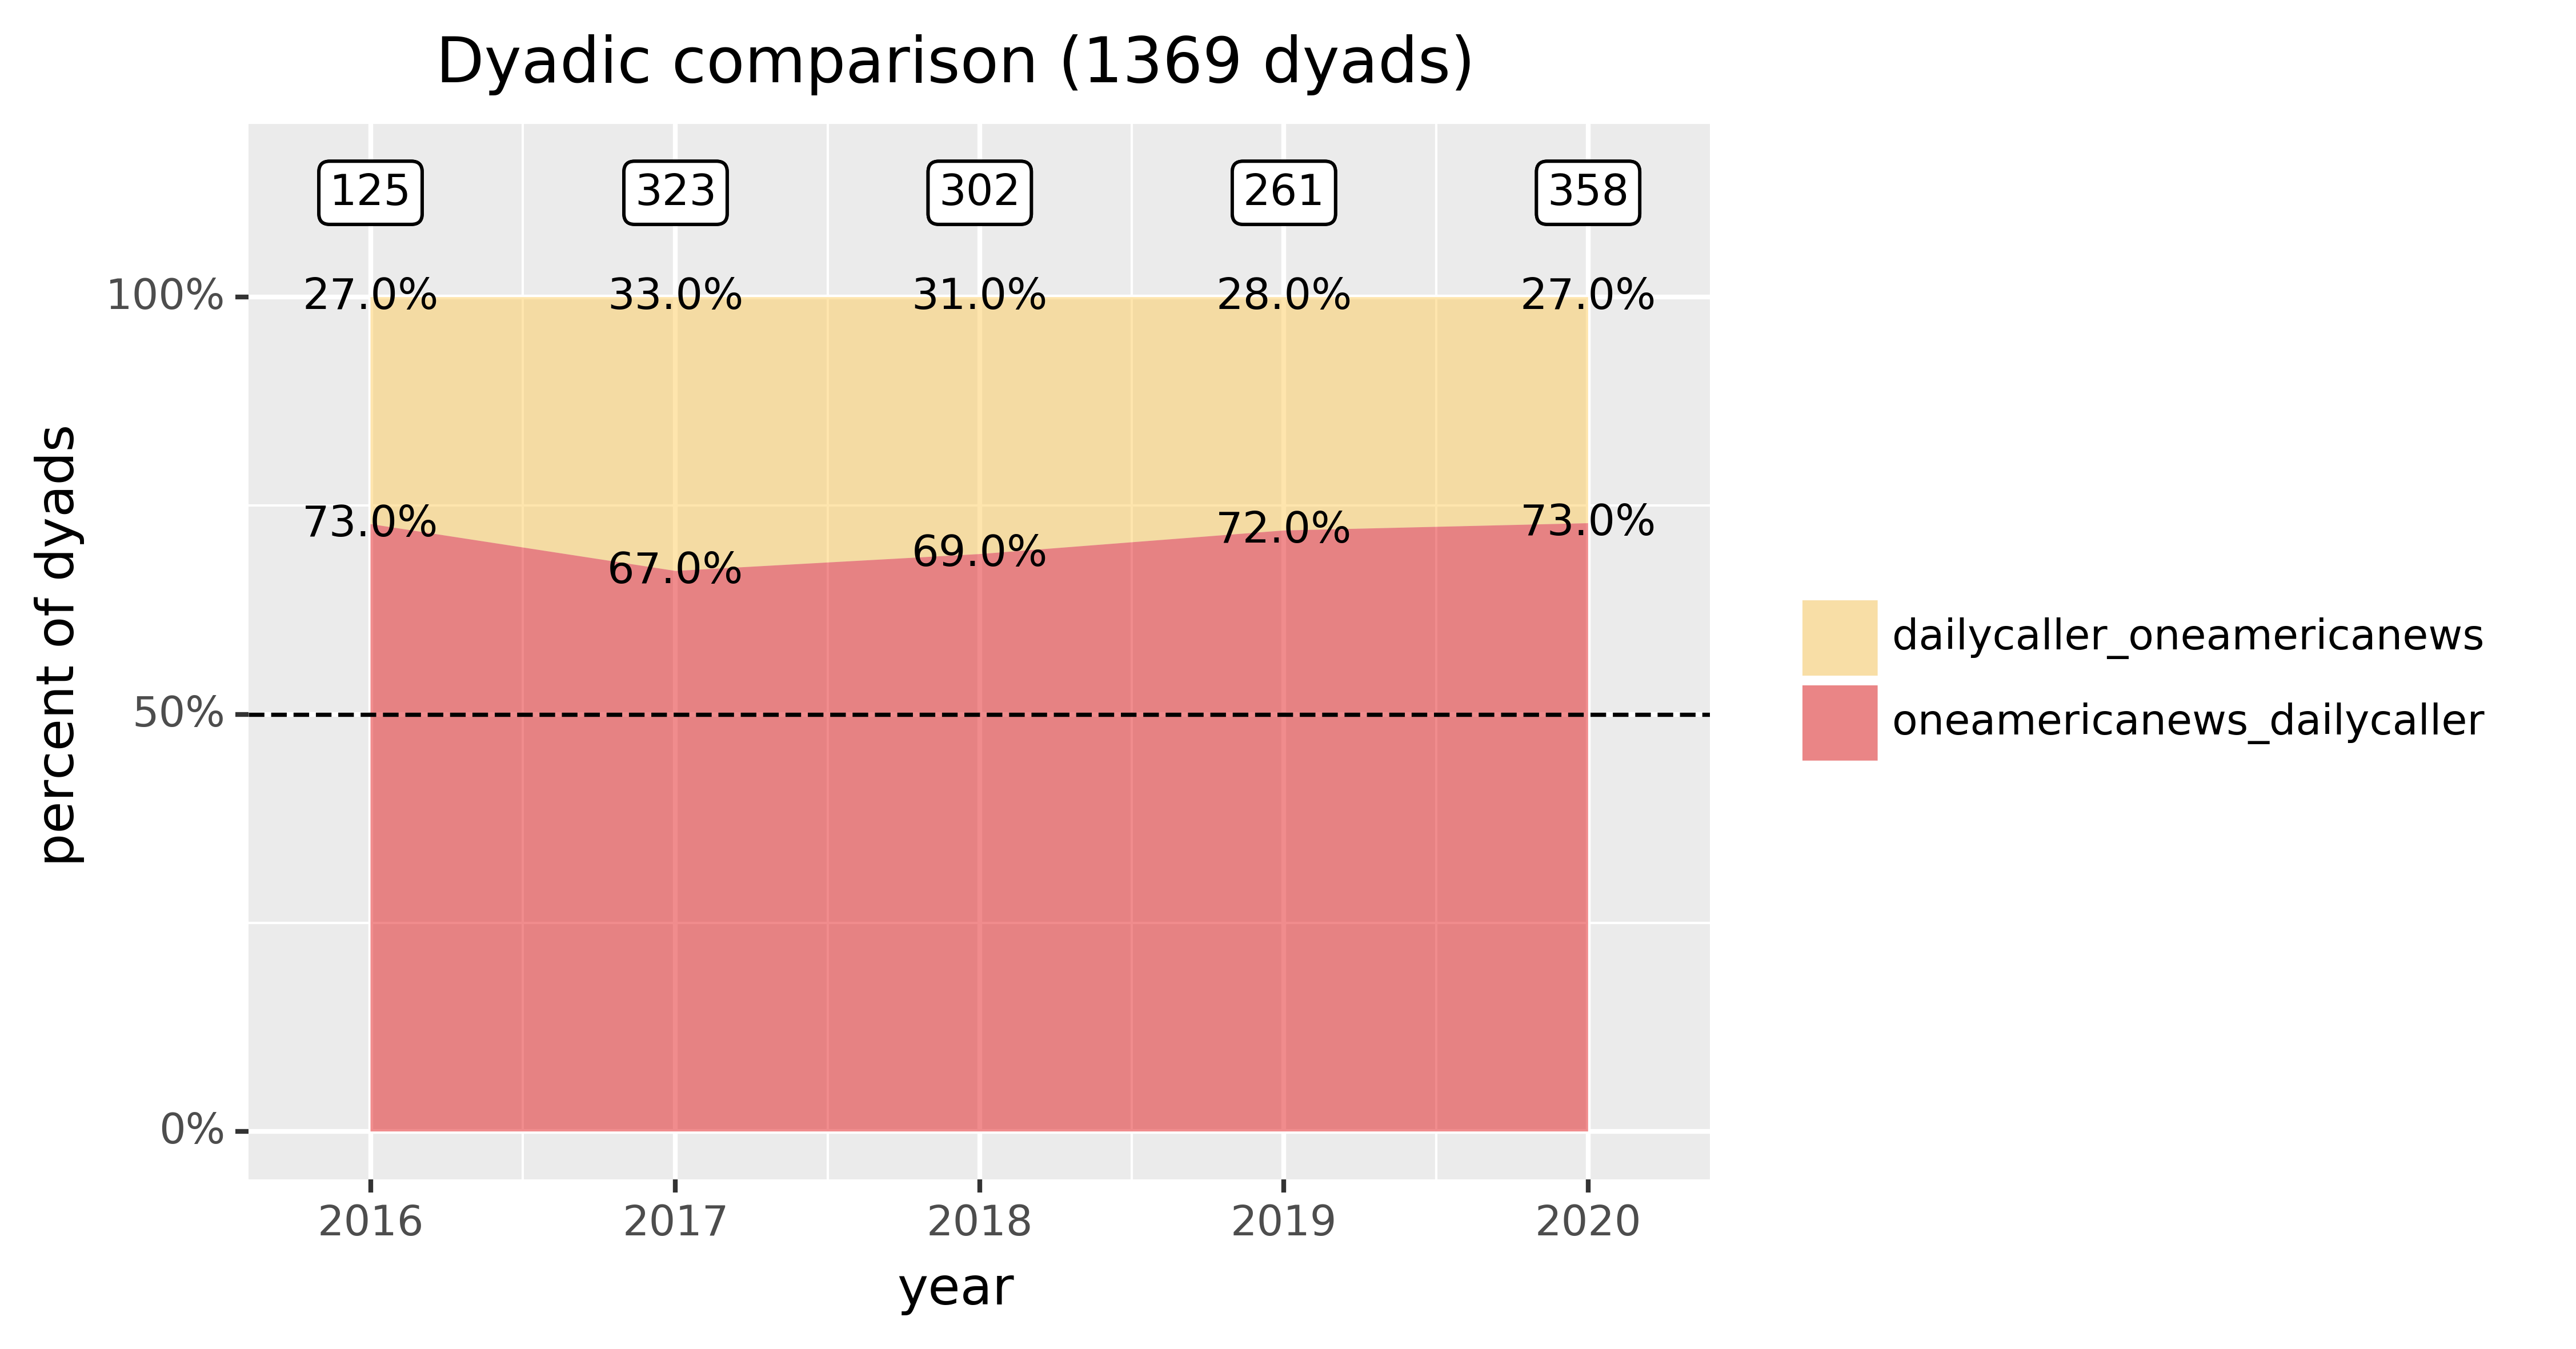 Dyadic comparison (1369 dyads)
125 323 302 261 358
100%
27.0% 33.0% 31.0% 28.0% 27.0%
73.0% 67.0% 69.0% 72.0% 73.0%
percent of dyads
50%
0%
2016 2017 2018 2019 2020
year
dailycaller_oneamericanews
oneamericanews_dailycaller